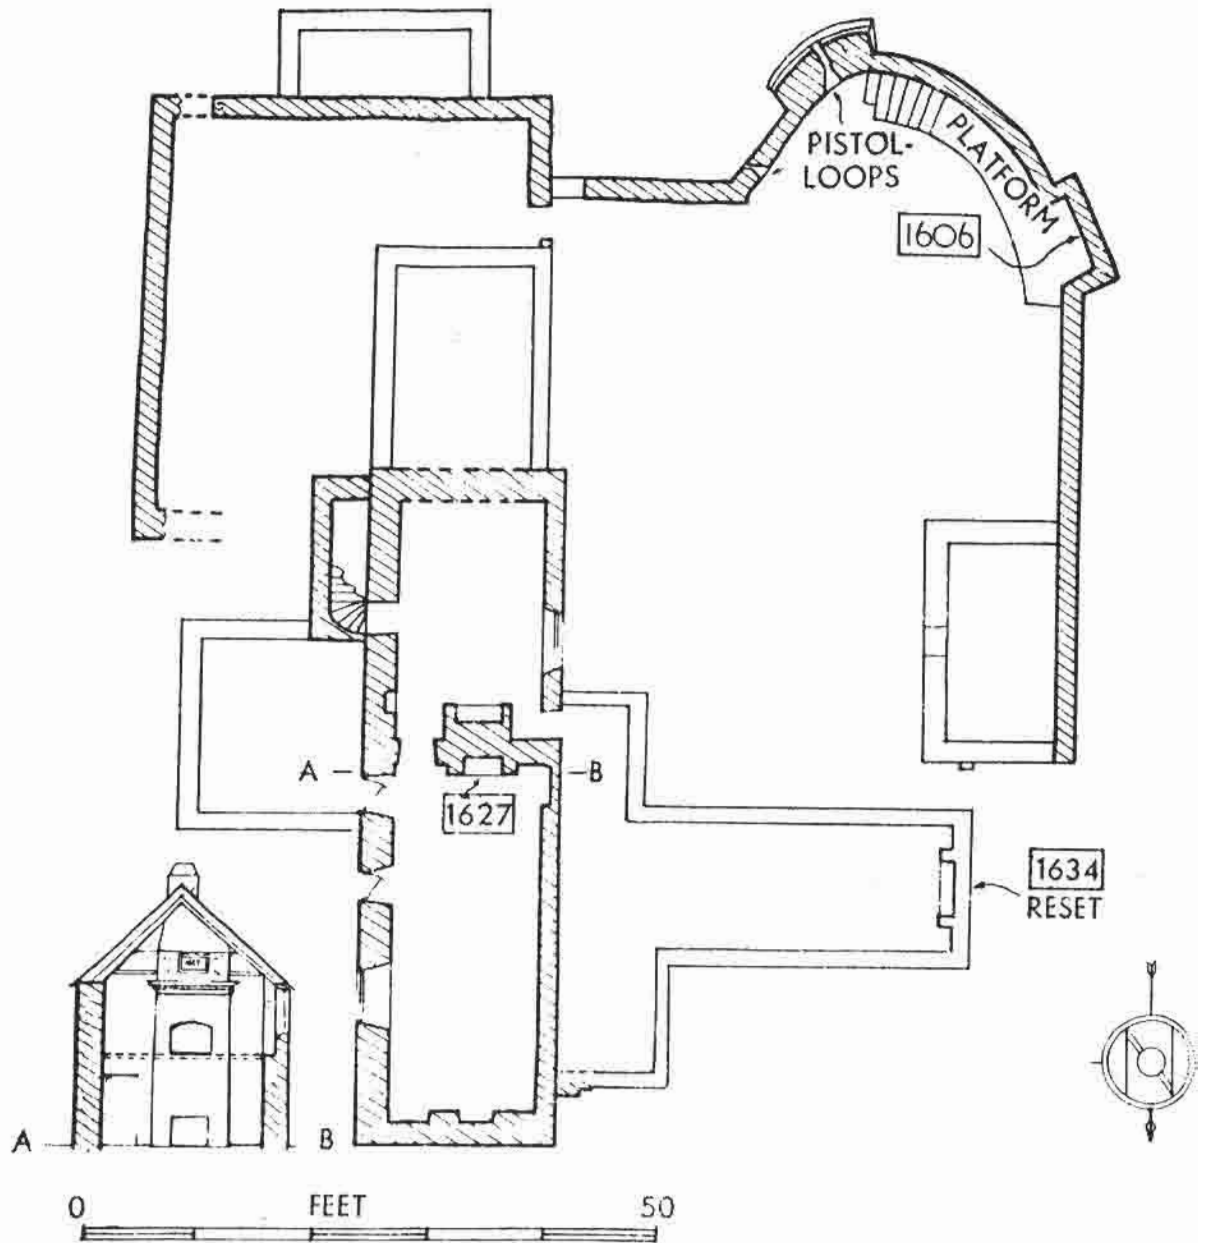 PISTOL-
LOOPS
PLATFORM
1606
A
B
1627
1634
RESET
A
B
0 FEET 50